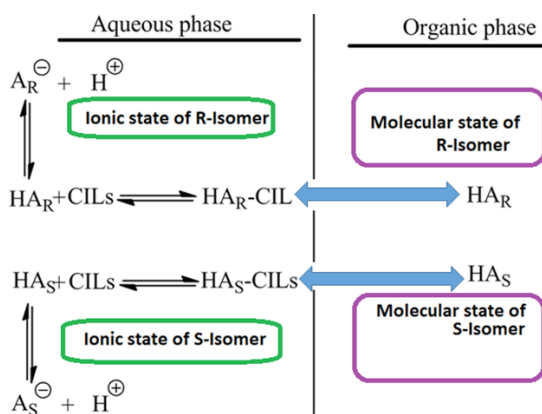 Aqueous phase
Organic phase
A_R^⊖ + H^⊕
Ionic state of R-Isomer
Molecular state of
R-Isomer
HA_R+CILs ⇌ HA_R-CIL HA_R
HA_S+CILs ⇌ HA_S-CILs HA_S
Ionic state of S-Isomer
Molecular state of
S-Isomer
A_S^⊖ + H^⊕